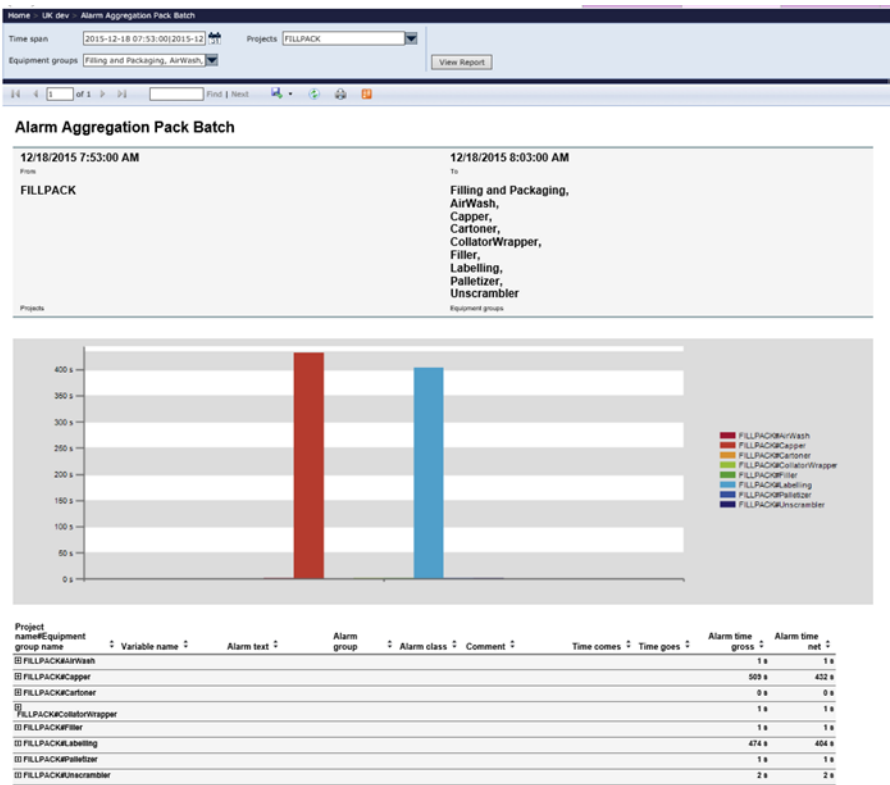 Home > UK dev > Alarm Aggregation Pack Batch
Time span 2015-12-18 07:53:00|2015-12 Projects FILLPACK
Equipment groups Filling and Packaging, AirWash, View Report
1 of 1 Find | Next
Alarm Aggregation Pack Batch
12/18/2015 7:53:00 AM 12/18/2015 8:03:00 AM
From To
FILLPACK Filling and Packaging,
AirWash,
Capper,
Cartoner,
CollatorWrapper,
Filler,
Labelling,
Palletizer,
Unscrambler
Projects Equipment groups
400 s
350 s
300 s
250 s
200 s
150 s
100 s
50 s
0 s
FILLPACK#AirWash
FILLPACK#Capper
FILLPACK#Cartoner
FILLPACK#CollatorWrapper
FILLPACK#Filler
FILLPACK#Labelling
FILLPACK#Palletizer
FILLPACK#Unscrambler
Project
name#Equipment Alarm Alarm time Alarm time
group name Variable name Alarm text group Alarm class Comment Time comes Time goes gross net
FILLPACK#AirWash 1 s 1 s
FILLPACK#Capper 509 s 432 s
FILLPACK#Cartoner 0 s 0 s
FILLPACK#CollatorWrapper 1 s 1 s
FILLPACK#Filler 1 s 1 s
FILLPACK#Labelling 474 s 404 s
FILLPACK#Palletizer 1 s 1 s
FILLPACK#Unscrambler 2 s 2 s